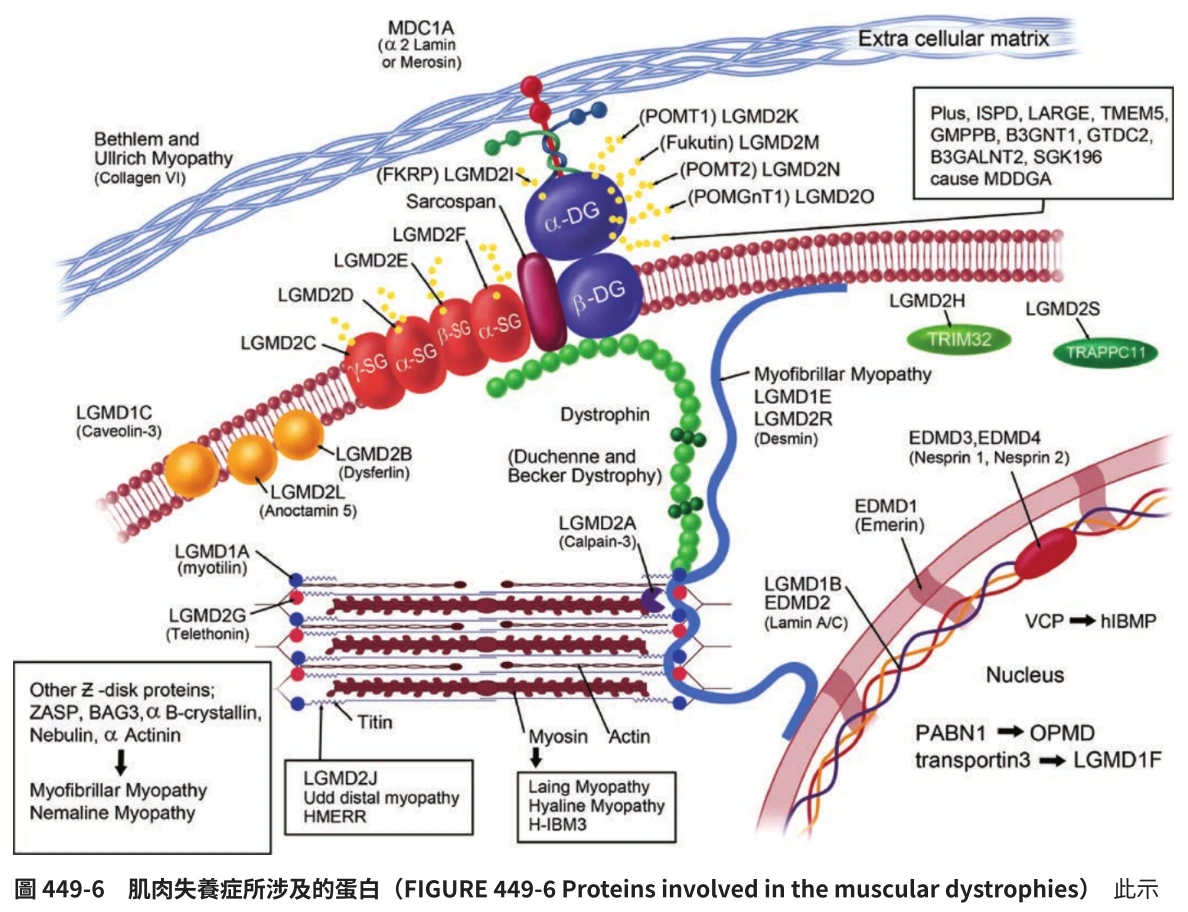 MDC1A
(α 2 Lamin
or Merosin)
Extra cellular matrix
Bethlem and
Ullrich Myopathy
(Collagen VI)
(POMT1) LGMD2K
(Fukutin) LGMD2M
(POMT2) LGMD2N
(POMGnT1) LGMD2O
(FKRP) LGMD2I
Sarcospan
Plus, ISPD, LARGE, TMEM5,
GMPPB, B3GNT1, GTDC2,
B3GALNT2, SGK196
cause MDDGA
α-DG
β-DG
LGMD2F
LGMD2E
LGMD2D
LGMD2C
γ-SG
α-SG
β-SG
α-SG
LGMD2H
TRIM32
LGMD2S
TRAPPC11
LGMD1C
(Caveolin-3)
LGMD2B
(Dysferlin)
LGMD2L
(Anoctamin 5)
Dystrophin
(Duchenne and
Becker Dystrophy)
Myofibrillar Myopathy
LGMD1E
LGMD2R
(Desmin)
EDMD3,EDMD4
(Nesprin 1, Nesprin 2)
EDMD1
(Emerin)
LGMD2A
(Calpain-3)
LGMD1A
(myotilin)
LGMD2G
(Telethonin)
LGMD1B
EDMD2
(Lamin A/C)
VCP → hIBMP
Nucleus
PABN1 → OPMD
transportin3 → LGMD1F
Other Ƶ -disk proteins;
ZASP, BAG3, α B-crystallin,
Nebulin, α Actinin
Myofibrillar Myopathy
Nemaline Myopathy
Titin
LGMD2J
Udd distal myopathy
HMERR
Myosin
Actin
Laing Myopathy
Hyaline Myopathy
H-IBM3
圖 449-6 肌肉失養症所涉及的蛋白（FIGURE 449-6 Proteins involved in the muscular dystrophies） 此示